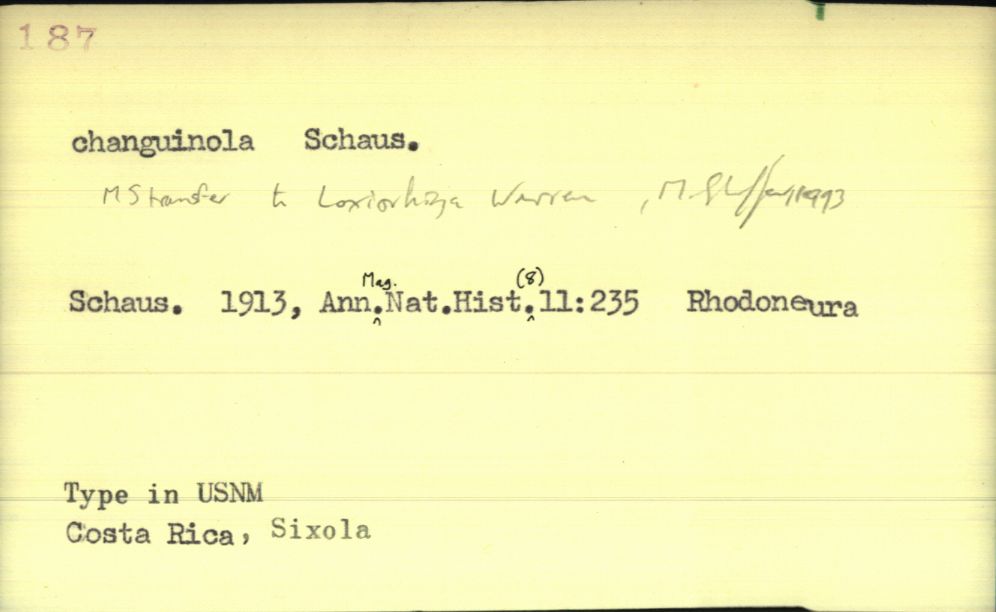 187
changuinola Schaus.
MS transfer to Loxiorhiza Warren, M. 1993
Schaus. 1913, Ann. Mag. Nat.Hist.(8) 11:235 Rhodoneura
Type in USNM
Costa Rica, Sixola